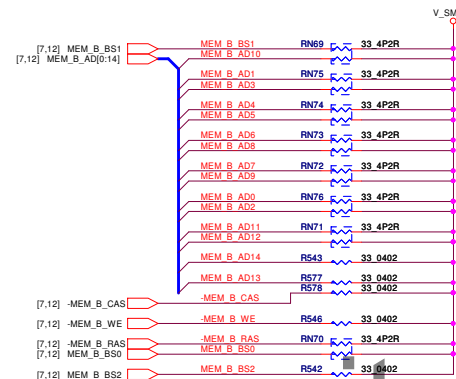 V_SM
[7,12] MEM_B_BS1 MEM_B_BS1 RN69 33_4P2R
[7,12] MEM_B_AD[0:14] MEM_B_AD10
MEM_B_AD1 RN75 33_4P2R
MEM_B_AD3
MEM_B_AD4 RN74 33_4P2R
MEM_B_AD5
MEM_B_AD6 RN73 33_4P2R
MEM_B_AD8
MEM_B_AD7 RN72 33_4P2R
MEM_B_AD9
MEM_B_AD0 RN76 33_4P2R
MEM_B_AD2
MEM_B_AD11 RN71 33_4P2R
MEM_B_AD12
MEM_B_AD14 R543 33_0402
MEM_B_AD13 R577 33_0402
R578 33_0402
[7,12] -MEM_B_CAS -MEM_B_CAS
[7,12] -MEM_B_WE -MEM_B_WE R546 33_0402
[7,12] -MEM_B_RAS -MEM_B_RAS RN70 33_4P2R
[7,12] MEM_B_BS0 MEM_B_BS0
[7,12] MEM_B_BS2 MEM_B_BS2 R542 33_0402